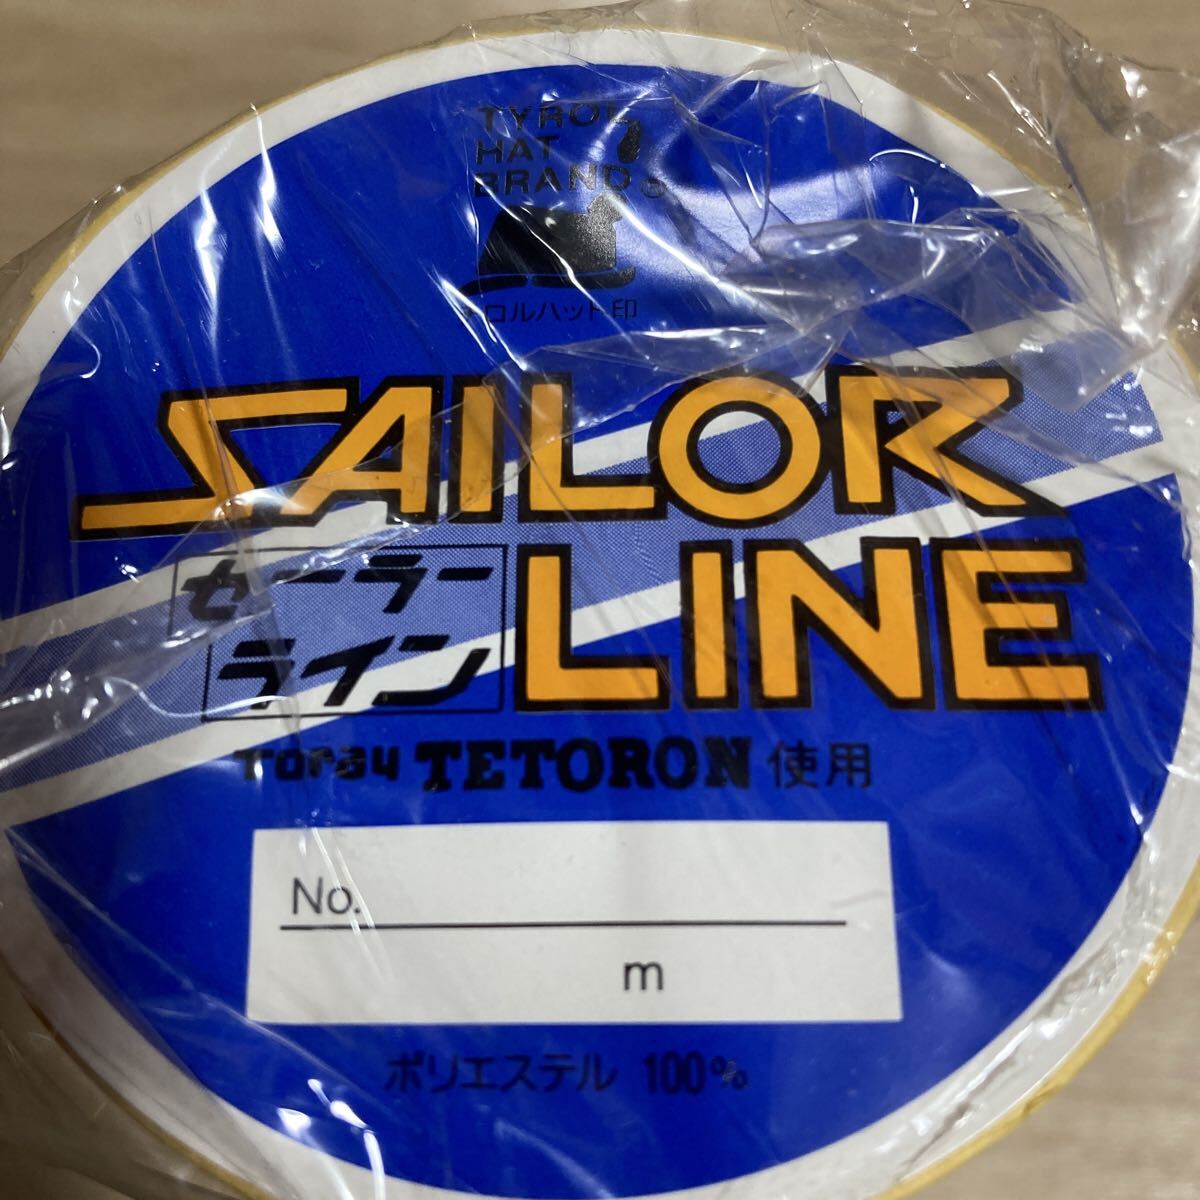 TYROL
HAT
BRAND®
チロルハット印
SAILOR
LINE
セーラー
ライン
Toray TETORON 使用
No.
m
ポリエステル 100%